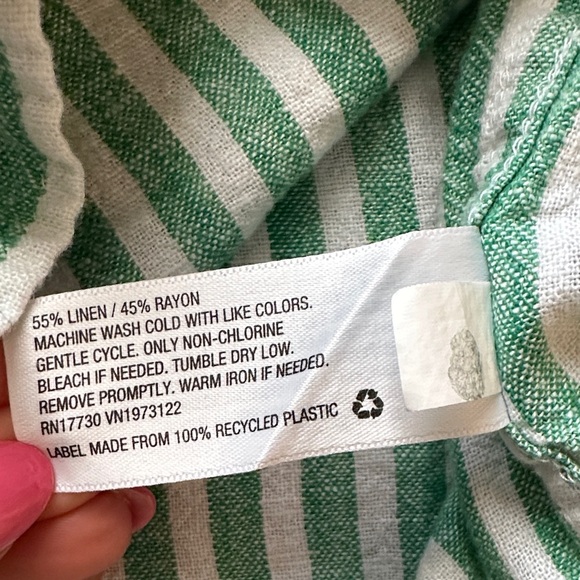 55% LINEN / 45% RAYON
MACHINE WASH COLD WITH LIKE COLORS.
GENTLE CYCLE. ONLY NON-CHLORINE
BLEACH IF NEEDED. TUMBLE DRY LOW.
REMOVE PROMPTLY. WARM IRON IF NEEDED.
RN17730 VN1973122
LABEL MADE FROM 100% RECYCLED PLASTIC